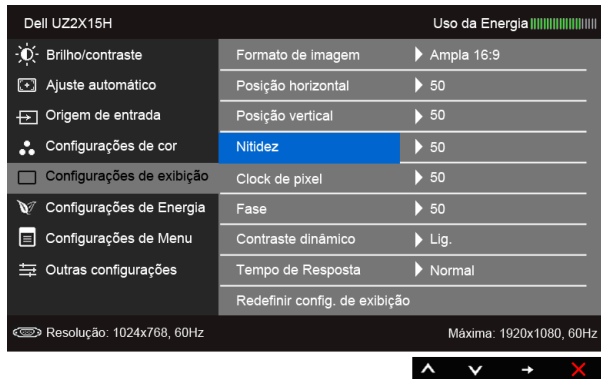 Dell UZ2X15H Uso da Energia
Brilho/contraste Formato de imagem Ampla 16:9
Ajuste automático Posição horizontal 50
Origem de entrada Posição vertical 50
Configurações de cor Nitidez 50
Configurações de exibição Clock de pixel 50
Configurações de Energia Fase 50
Configurações de Menu Contraste dinâmico Lig.
Outras configurações Tempo de Resposta Normal
Redefinir config. de exibição
Resolução: 1024x768, 60Hz Máxima: 1920x1080, 60Hz